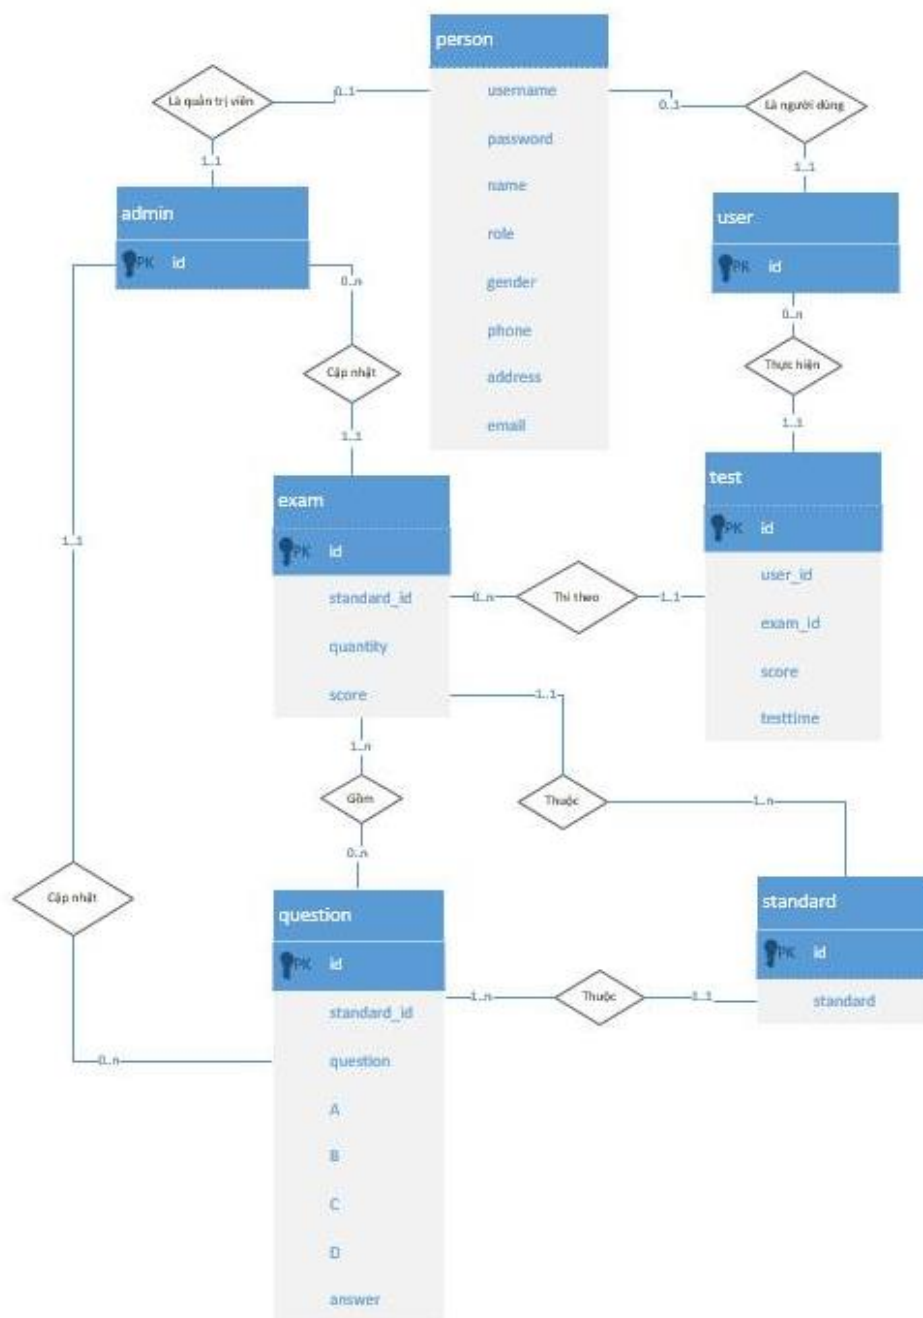 person
username
password
name
role
gender
phone
address
email
Là quản trị viên
0..1
1..1
Là người dùng
0..1
1..1
admin
PK id
user
PK id
0..n
Cập nhật
1..1
0..n
Thực hiện
1..1
exam
PK id
standard_id
quantity
score
test
PK id
user_id
exam_id
score
testtime
0..n
Thi theo
1..1
1..1
1..1
Thuộc
1..n
1..n
Gồm
0..n
Cập nhật
0..n
question
PK id
standard_id
question
A
B
C
D
answer
1..n
Thuộc
1..1
standard
PK id
standard